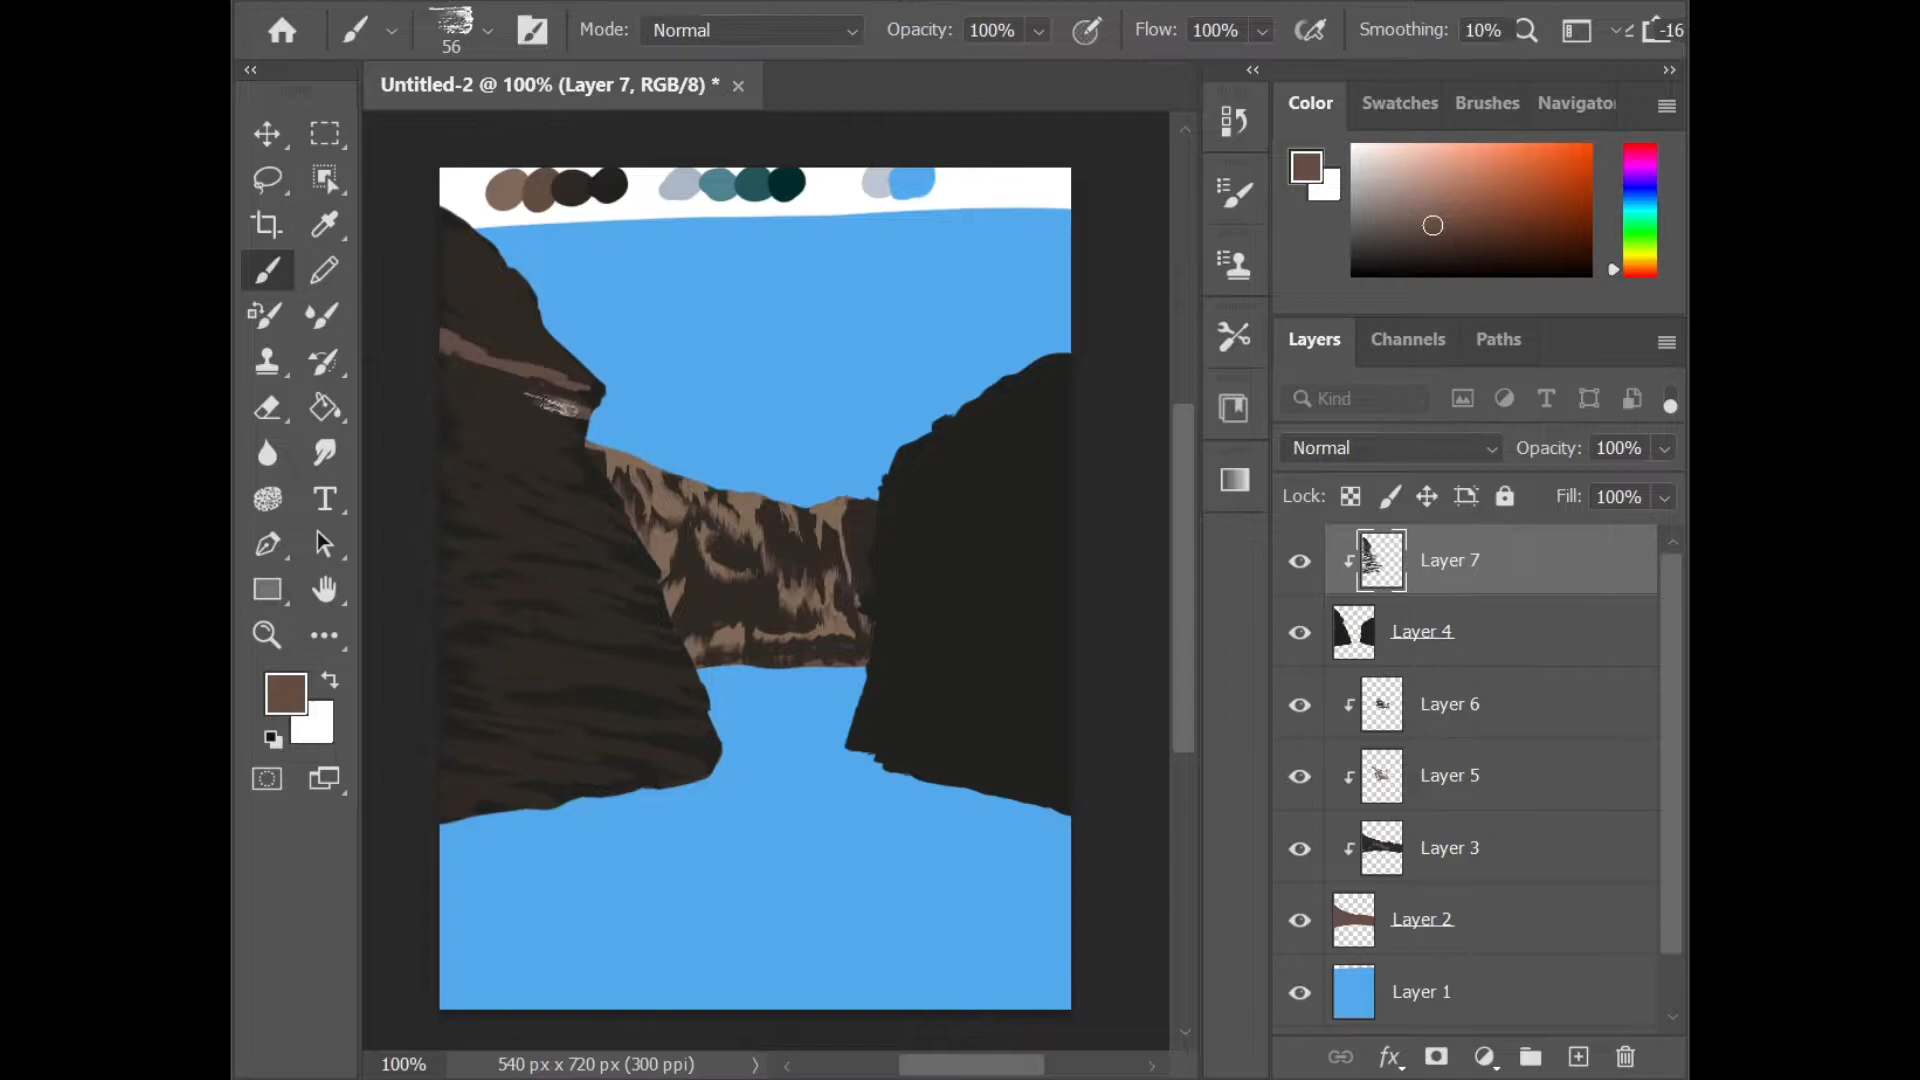 56
Mode: Normal Opacity: 100% Flow: 100% Smoothing: 10% -16
Untitled-2 @ 100% (Layer 7, RGB/8) *
Color Swatches Brushes Navigator
Layers Channels Paths
Kind
Normal Opacity: 100%
Lock: Fill: 100%
Layer 7
Layer 4
Layer 6
Layer 5
Layer 3
Layer 2
Layer 1
fx
100% 540 px x 720 px (300 ppi)